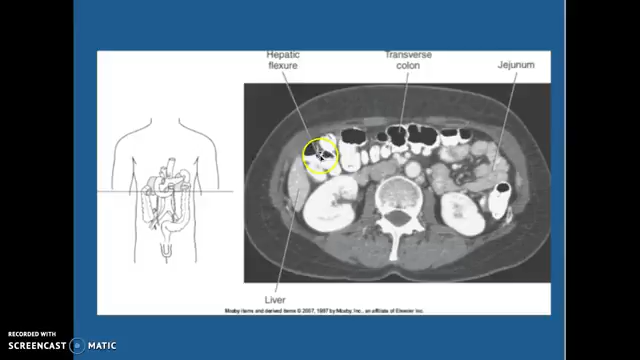 Hepatic
flexure
Transverse
colon
Jejunum
Liver
Mosby items and derived items © 2007, 1997 by Mosby, Inc., an affiliate of Elsevier Inc.
RECORDED WITH
SCREENCAST MATIC